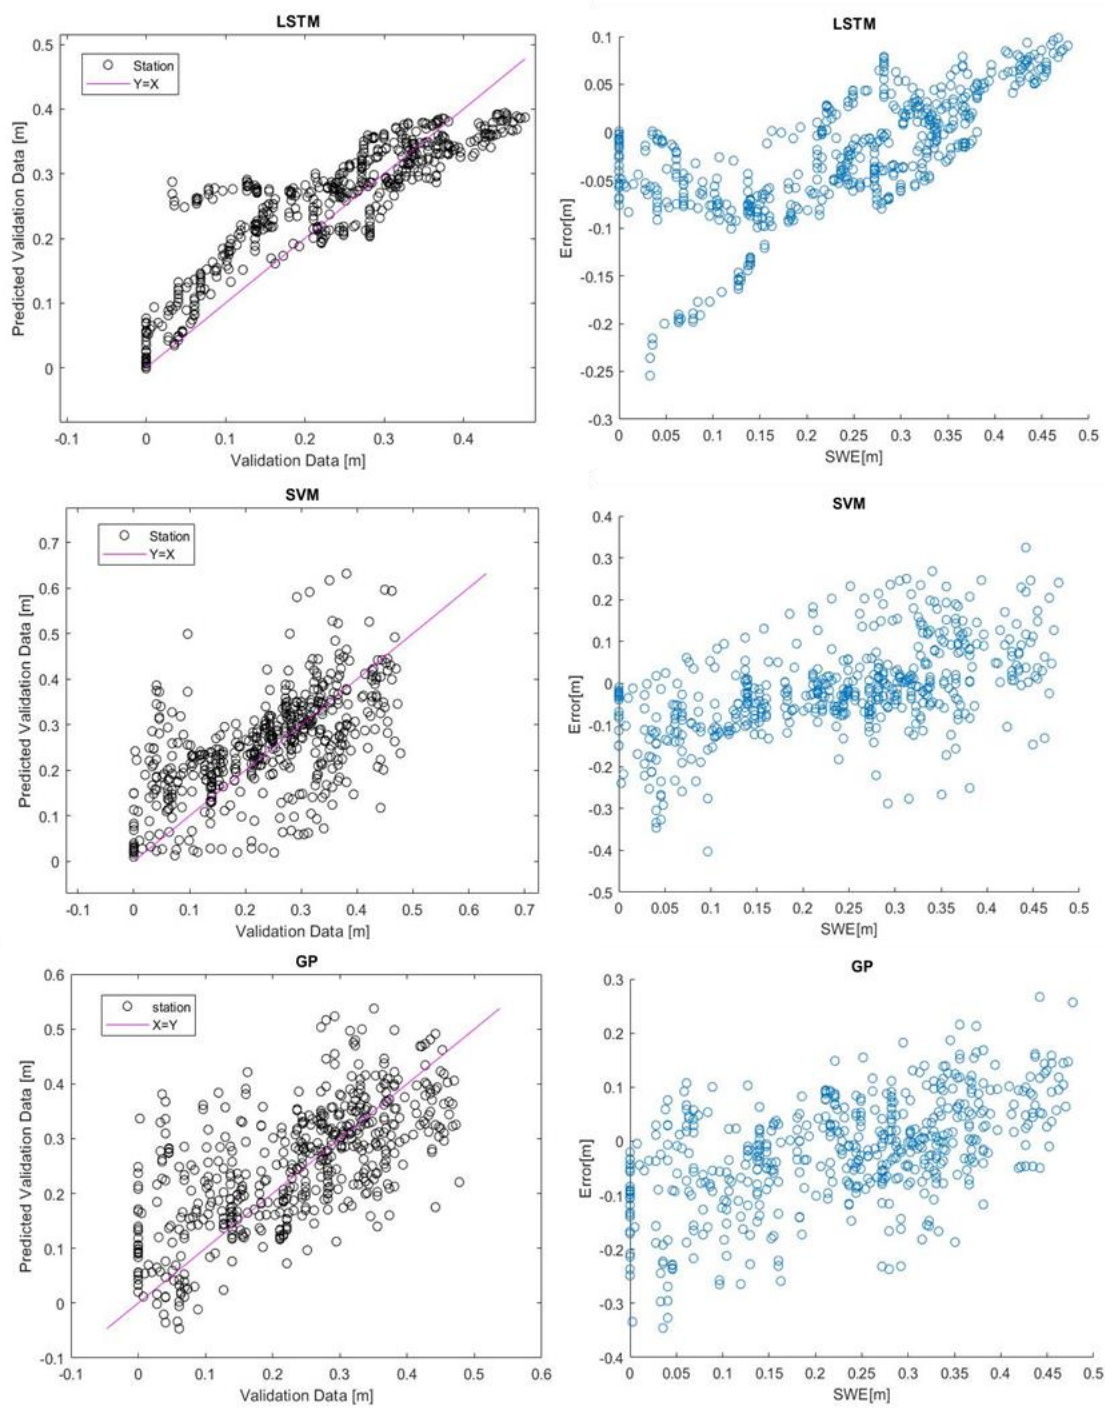 LSTM
0.5
0.4
0.3
0.2
0.1
0
Predicted Validation Data [m]
Station
Y=X
-0.1 0 0.1 0.2 0.3 0.4
Validation Data [m]
LSTM
0.1
0.05
0
-0.05
-0.1
-0.15
-0.2
-0.25
-0.3
Error[m]
0 0.05 0.1 0.15 0.2 0.25 0.3 0.35 0.4 0.45 0.5
SWE[m]
SVM
0.7
0.6
0.5
0.4
0.3
0.2
0.1
0
Predicted Validation Data [m]
Station
Y=X
-0.1 0 0.1 0.2 0.3 0.4 0.5 0.6 0.7
Validation Data [m]
SVM
0.4
0.3
0.2
0.1
0
-0.1
-0.2
-0.3
-0.4
-0.5
Error[m]
0 0.05 0.1 0.15 0.2 0.25 0.3 0.35 0.4 0.45 0.5
SWE[m]
GP
0.6
0.5
0.4
0.3
0.2
0.1
0
-0.1
Predicted Validation Data [m]
station
X=Y
-0.1 0 0.1 0.2 0.3 0.4 0.5 0.6
Validation Data [m]
GP
0.3
0.2
0.1
0
-0.1
-0.2
-0.3
-0.4
Error[m]
0 0.05 0.1 0.15 0.2 0.25 0.3 0.35 0.4 0.45 0.5
SWE[m]